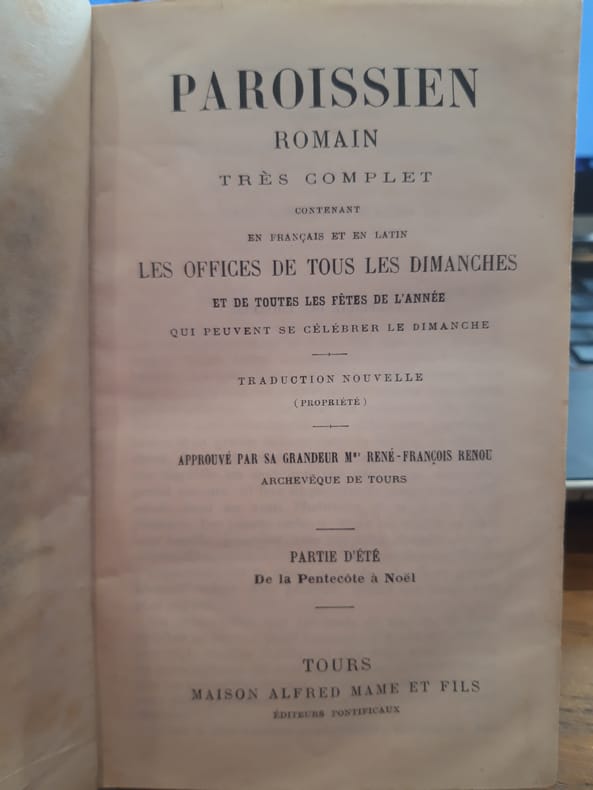 PAROISSIEN
ROMAIN
TRÈS COMPLET
CONTENANT
EN FRANÇAIS ET EN LATIN
LES OFFICES DE TOUS LES DIMANCHES
ET DE TOUTES LES FÊTES DE L'ANNÉE
QUI PEUVENT SE CÉLÉBRER LE DIMANCHE
TRADUCTION NOUVELLE
(PROPRIÉTÉ)
APPROUVÉ PAR SA GRANDEUR Mgr RENÉ-FRANÇOIS RENOU
ARCHEVÊQUE DE TOURS
PARTIE D'ÉTÉ
De la Pentecôte à Noël
TOURS
MAISON ALFRED MAME ET FILS
ÉDITEURS PONTIFICAUX